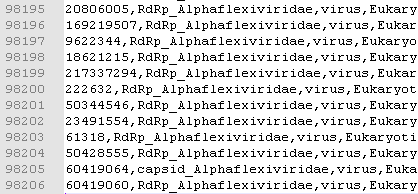 98195 20806005,RdRp_Alphaflexiviridae,virus,Eukary
98196 169219507,RdRp_Alphaflexiviridae,virus,Eukar
98197 9622344,RdRp_Alphaflexiviridae,virus,Eukaryo
98198 18621215,RdRp_Alphaflexiviridae,virus,Eukary
98199 217337294,RdRp_Alphaflexiviridae,virus,Eukar
98200 222632,RdRp_Alphaflexiviridae,virus,Eukaryot
98201 50344546,RdRp_Alphaflexiviridae,virus,Eukary
98202 23491554,RdRp_Alphaflexiviridae,virus,Eukary
98203 61318,RdRp_Alphaflexiviridae,virus,Eukaryoti
98204 50428555,RdRp_Alphaflexiviridae,virus,Eukary
98205 60419064,capsid_Alphaflexiviridae,virus,Euka
98206 60419060,RdRp_Alphaflexiviridae,virus,Eukary